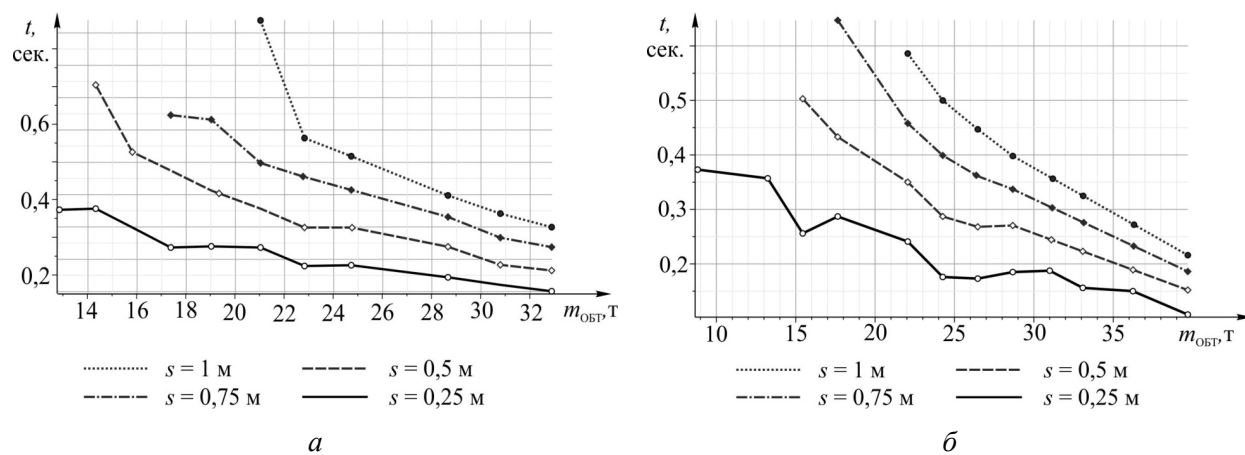 t,
сек.
0,6
0,4
0,2
14 16 18 20 22 24 26 28 30 32 mОБТ, т
s = 1 м
s = 0,5 м
s = 0,75 м
s = 0,25 м
а
t,
сек.
0,5
0,4
0,3
0,2
10 15 20 25 30 35 mОБТ, т
s = 1 м
s = 0,5 м
s = 0,75 м
s = 0,25 м
б